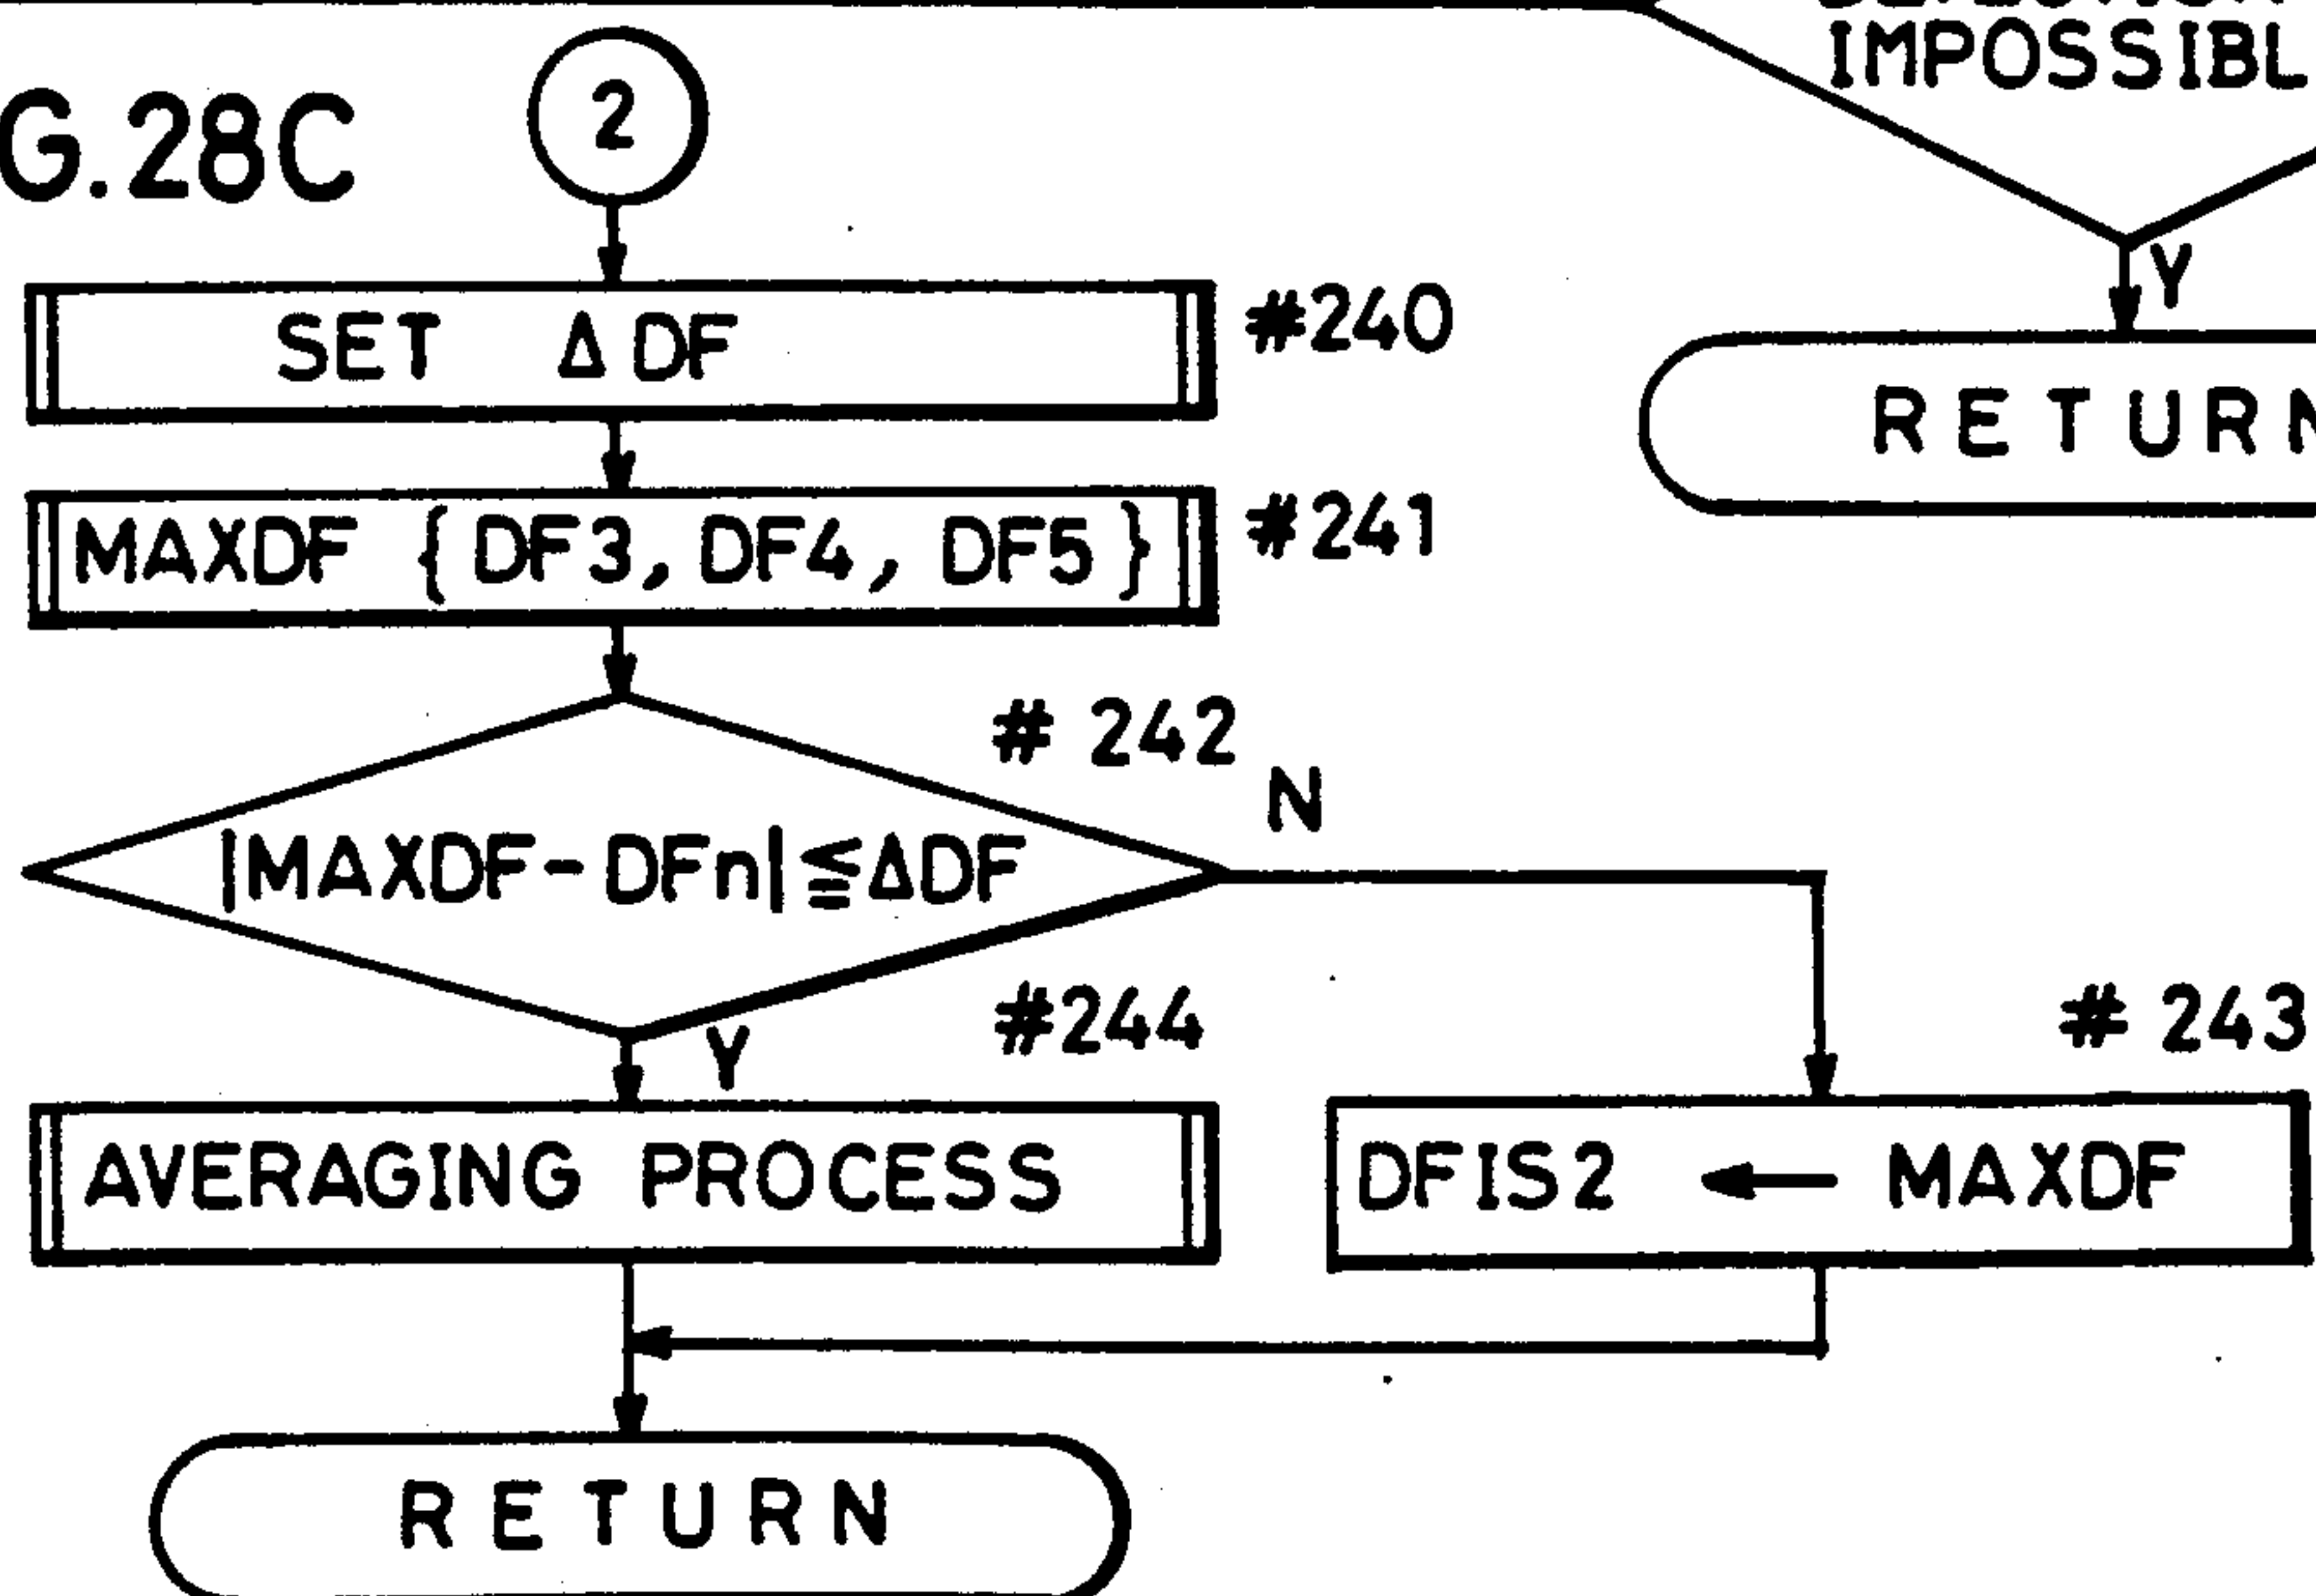 G.28C
2
SET ΔDF
#240
MAXDF {DF3, DF4, DF5}
#241
|MAXDF-DFn|≦ΔDF
# 242
N
Y
#244
AVERAGING PROCESS
# 243
DFIS2 ← MAXDF
RETURN
IMPOSSIBL
Y
RETURN